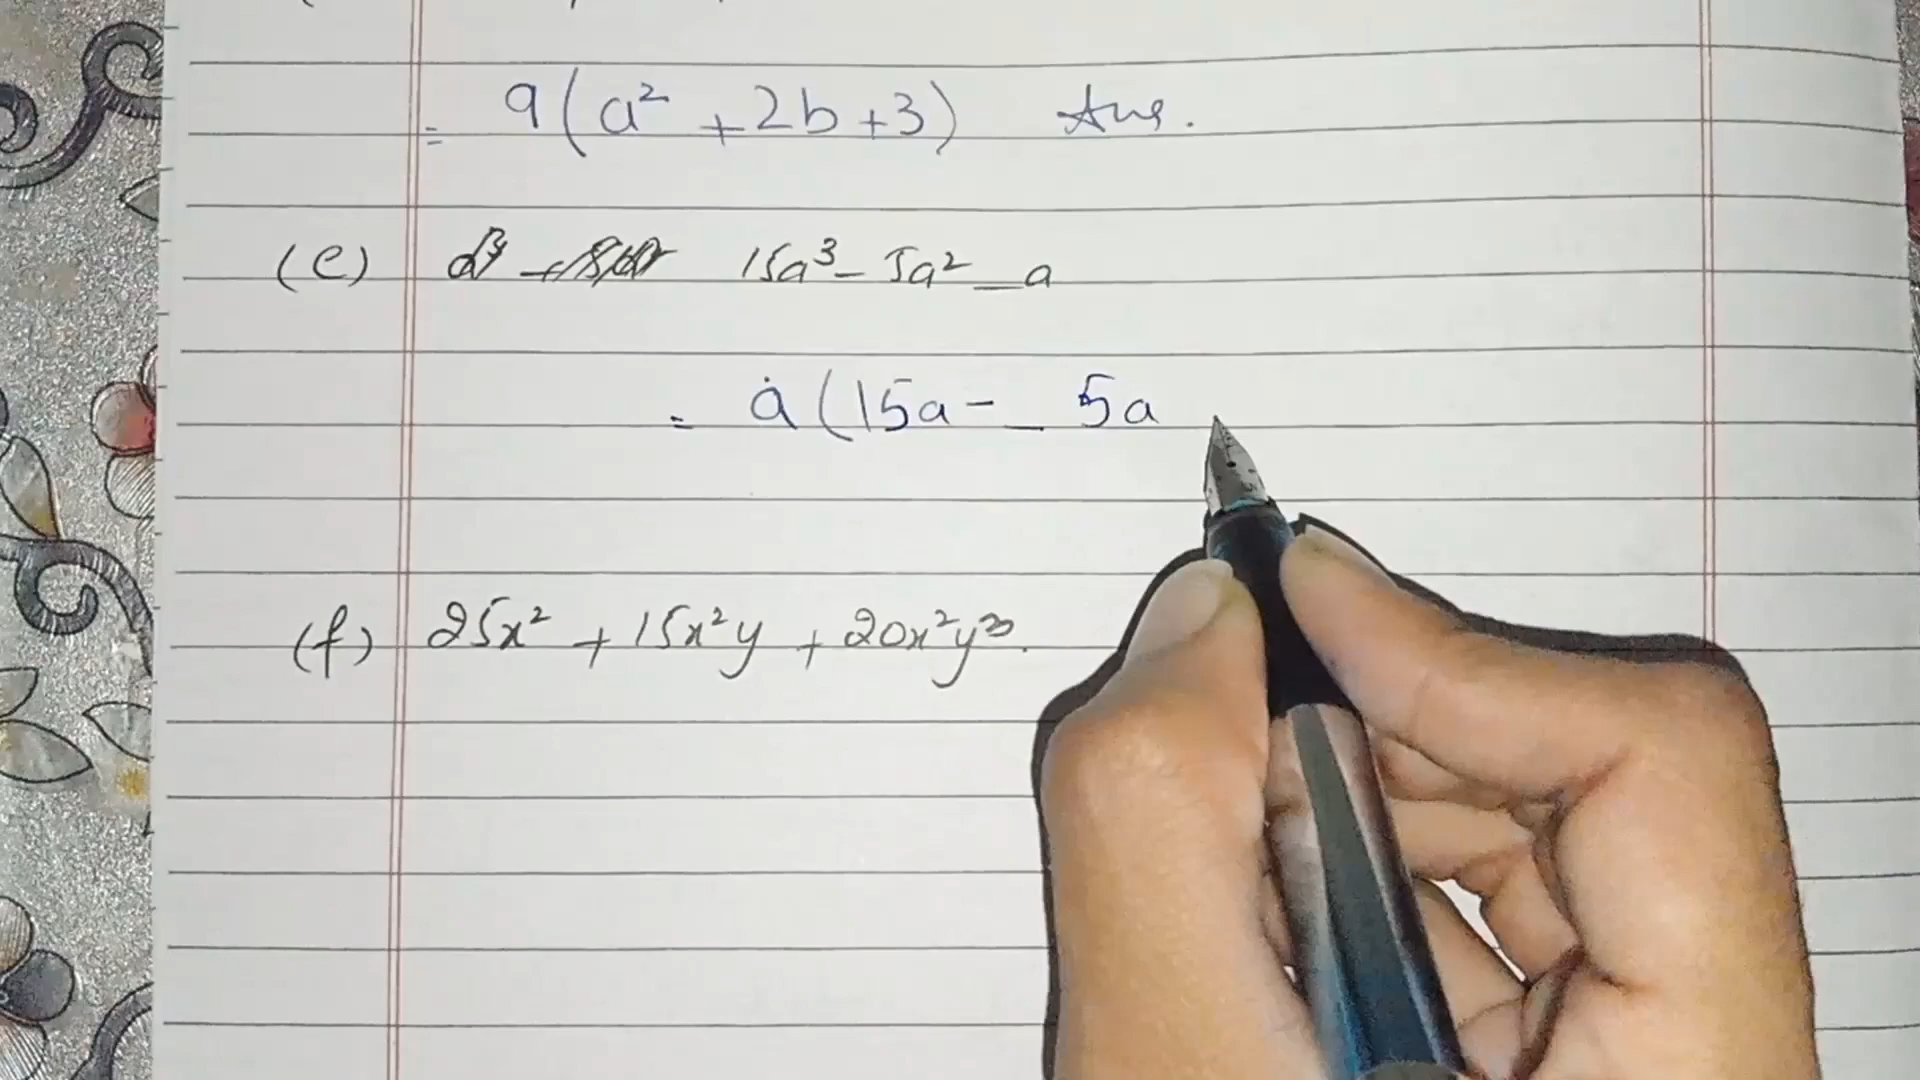 = 9(a² + 2b + 3) Ans.
(e) 15a³ - 5a² - a
= a(15a - - 5a
(f) 25x² + 15x²y + 20x²y³.